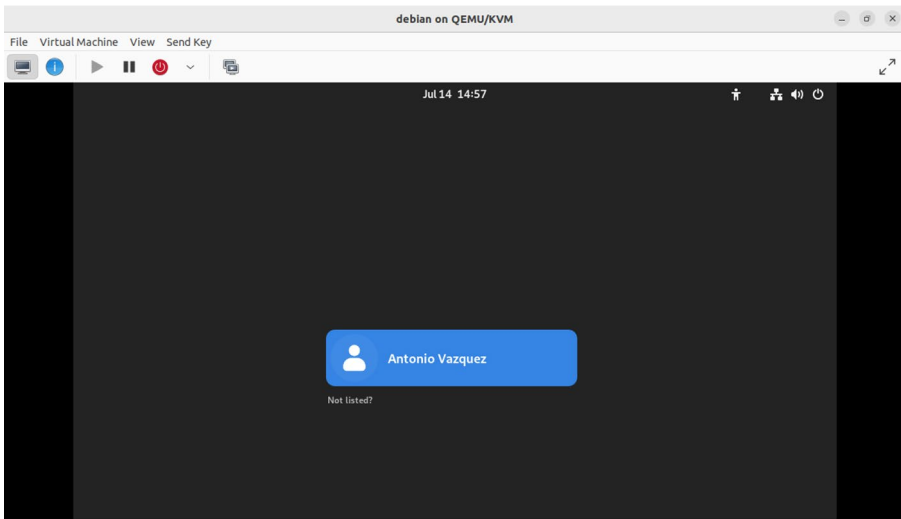 debian on QEMU/KVM
File Virtual Machine View Send Key
Jul 14 14:57
Antonio Vazquez
Not listed?